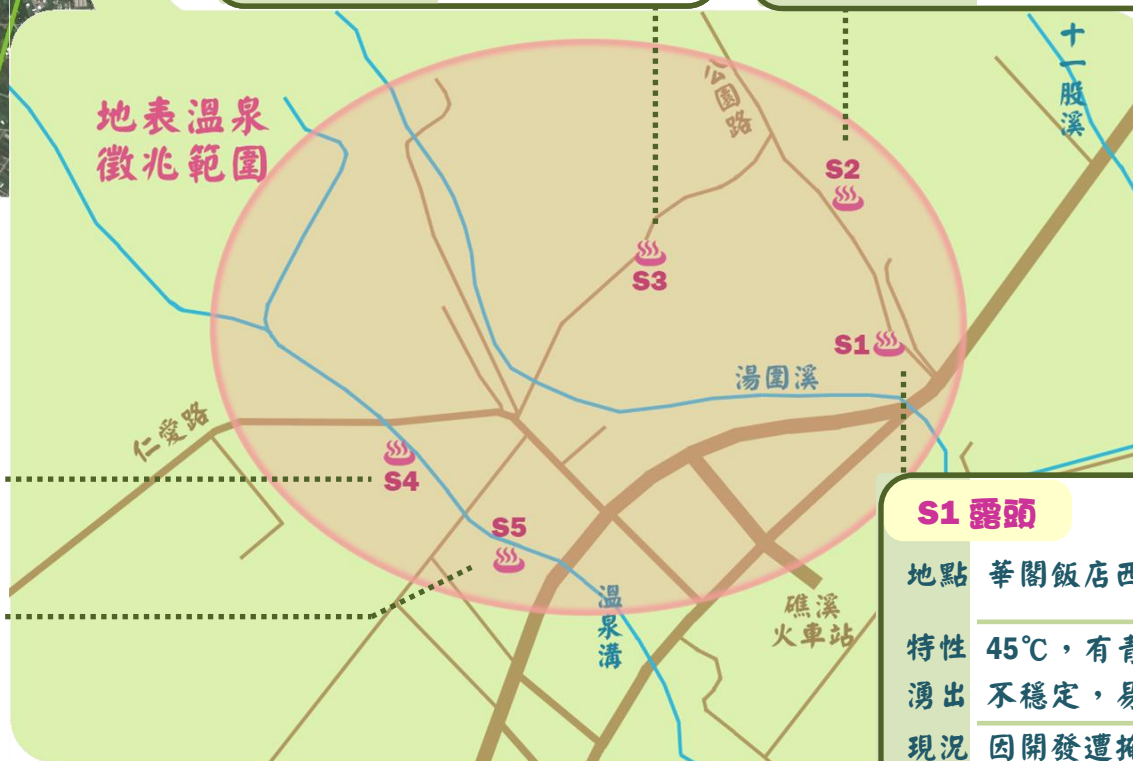 地表溫泉
徵兆範圍
公園路
十一股溪
S2
S3
S1
湯圍溪
仁愛路
S4
S5
溫泉溝
礁溪
火車站
S1 露頭
地點 華閣飯店西
特性 45℃，有青
湧出 不穩定，易
現況 因開發遭掩